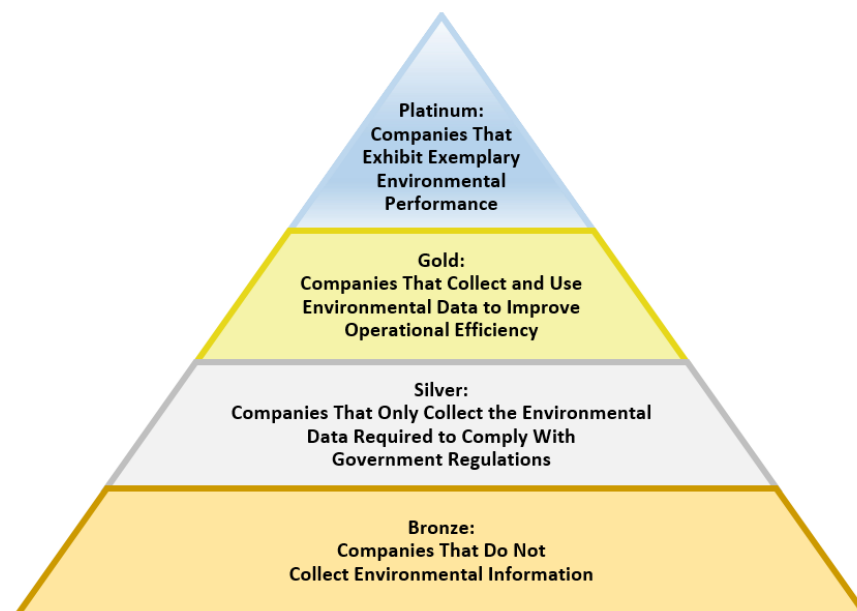 Platinum:
Companies That
Exhibit Exemplary
Environmental
Performance
Gold:
Companies That Collect and Use
Environmental Data to Improve
Operational Efficiency
Silver:
Companies That Only Collect the Environmental
Data Required to Comply With
Government Regulations
Bronze:
Companies That Do Not
Collect Environmental Information